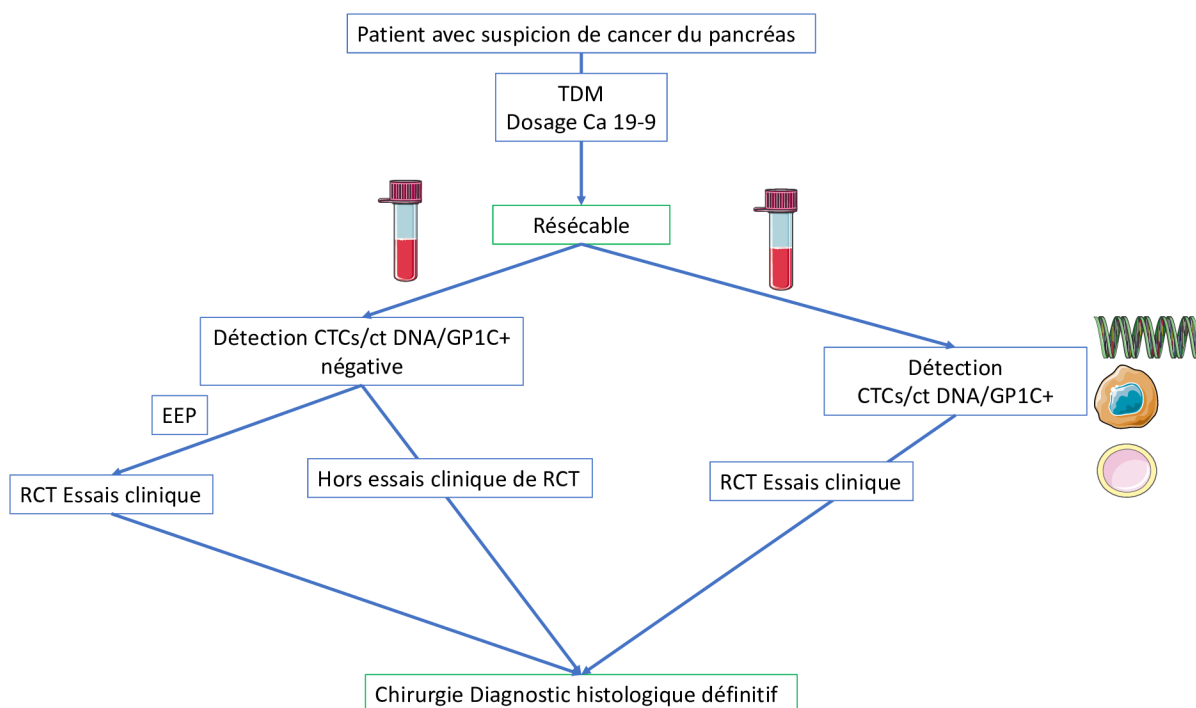 Patient avec suspicion de cancer du pancréas
TDM
Dosage Ca 19-9
Résécable
Détection CTCs/ct DNA/GP1C+
négative
Détection
CTCs/ct DNA/GP1C+
EEP
RCT Essais clinique
Hors essais clinique de RCT
RCT Essais clinique
Chirurgie Diagnostic histologique définitif